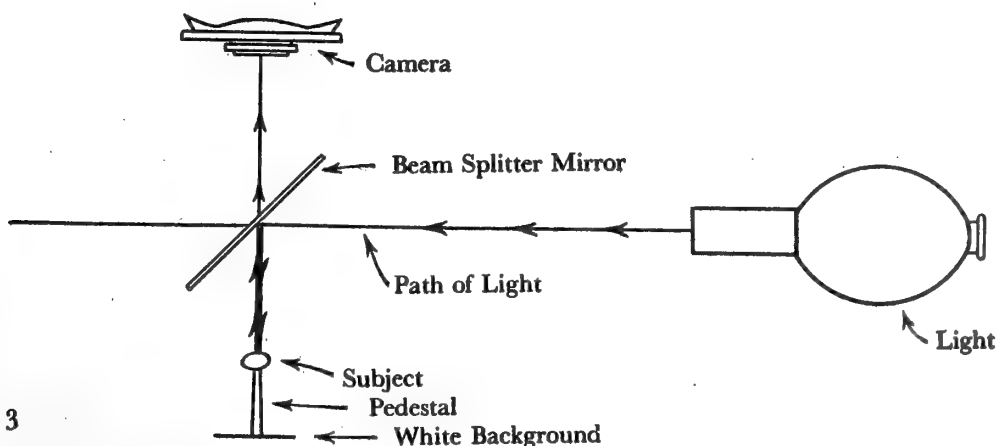 Camera
Beam Splitter Mirror
Path of Light
Light
Subject
Pedestal
3
White Background